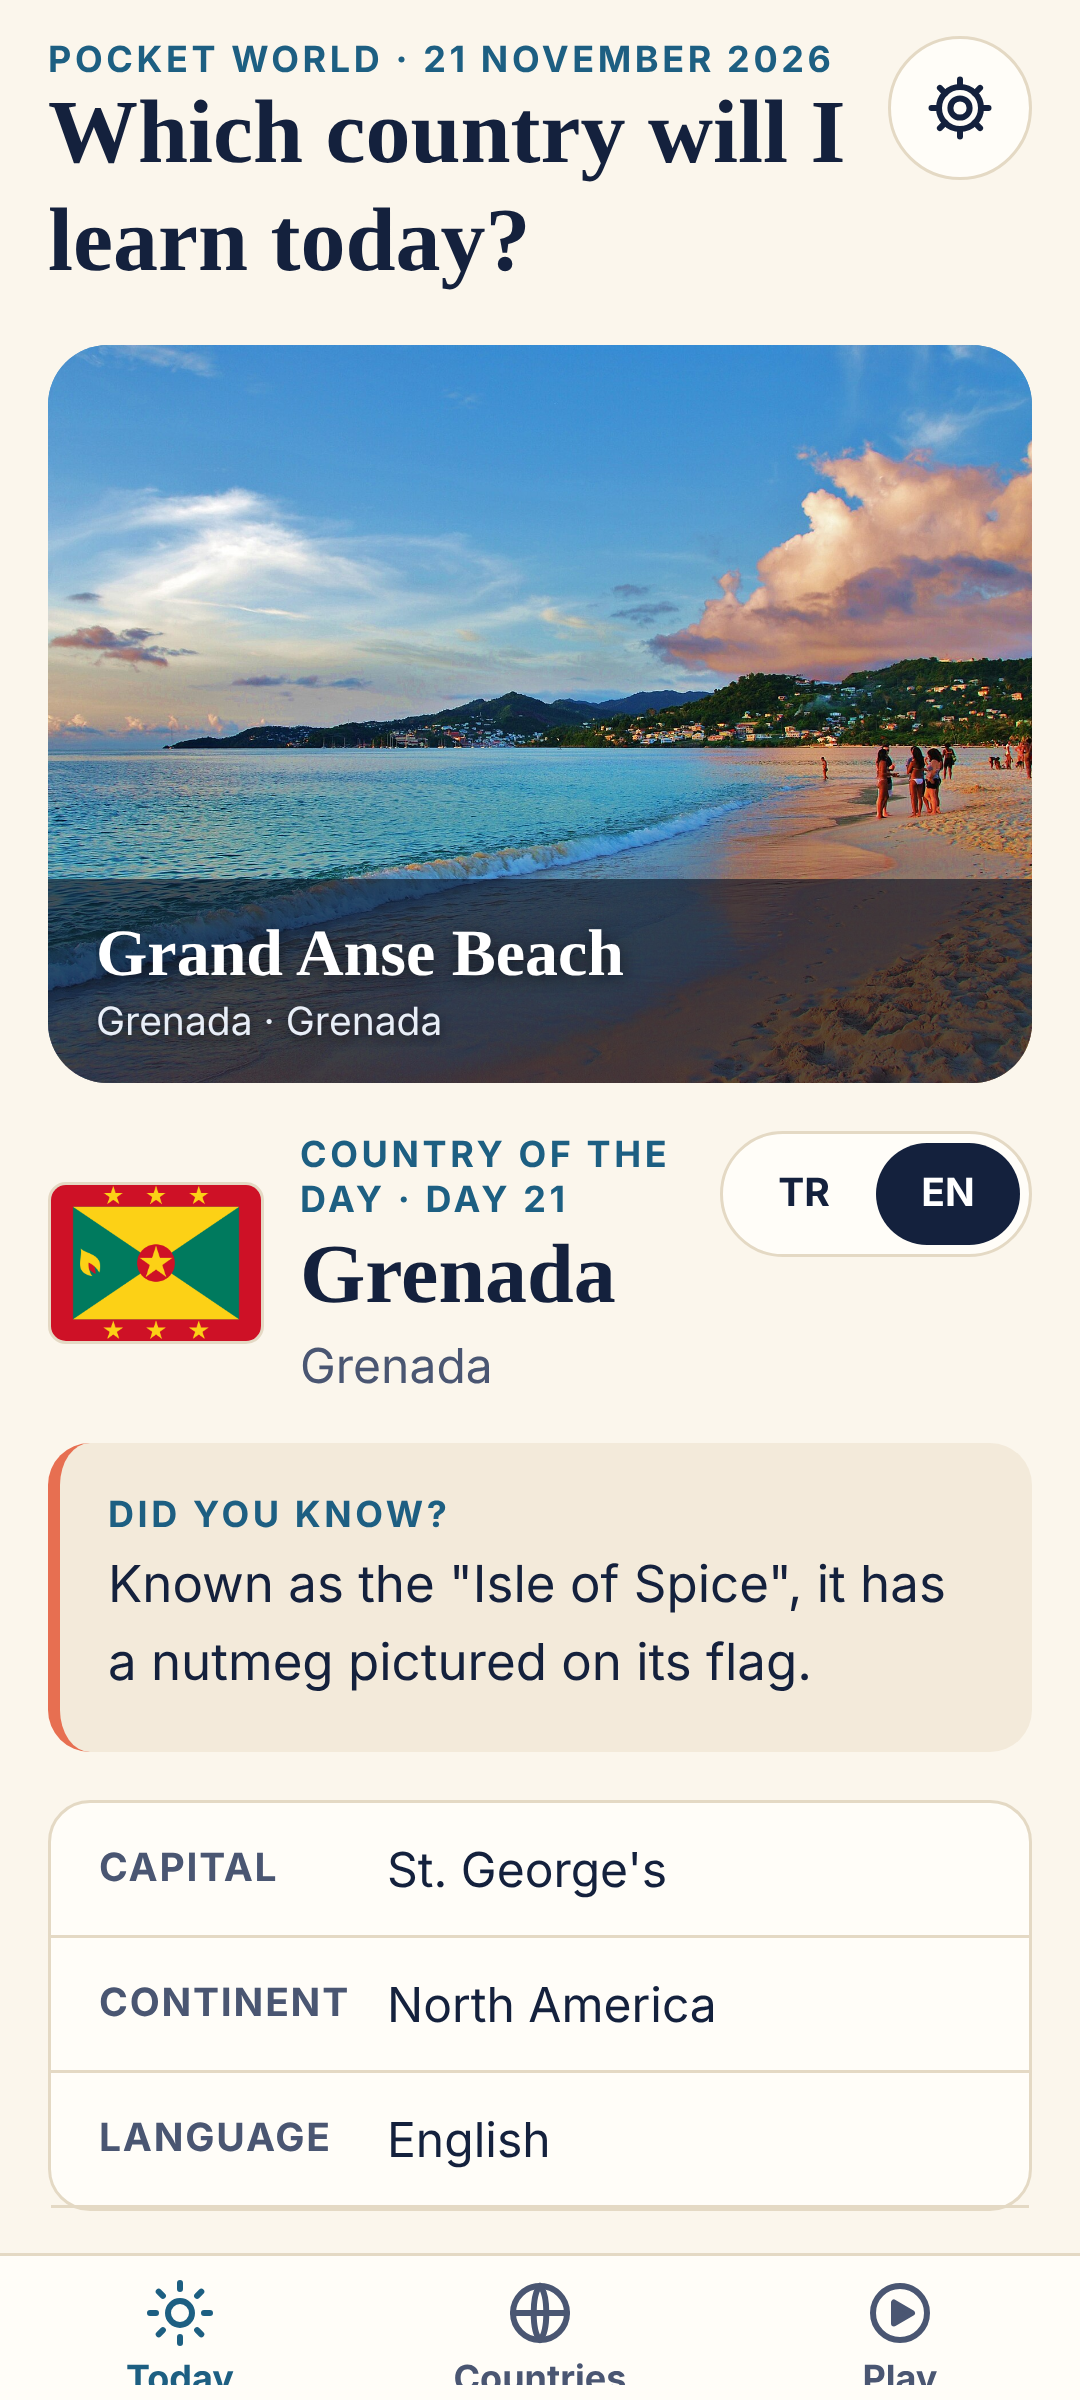 POCKET WORLD · 21 NOVEMBER 2026
Which country will I
learn today?
Grand Anse Beach
Grenada · Grenada
COUNTRY OF THE
DAY · DAY 21
Grenada
Grenada
TR
EN
DID YOU KNOW?
Known as the "Isle of Spice", it has
a nutmeg pictured on its flag.
CAPITAL St. George's
CONTINENT North America
LANGUAGE English
Today Countries Play